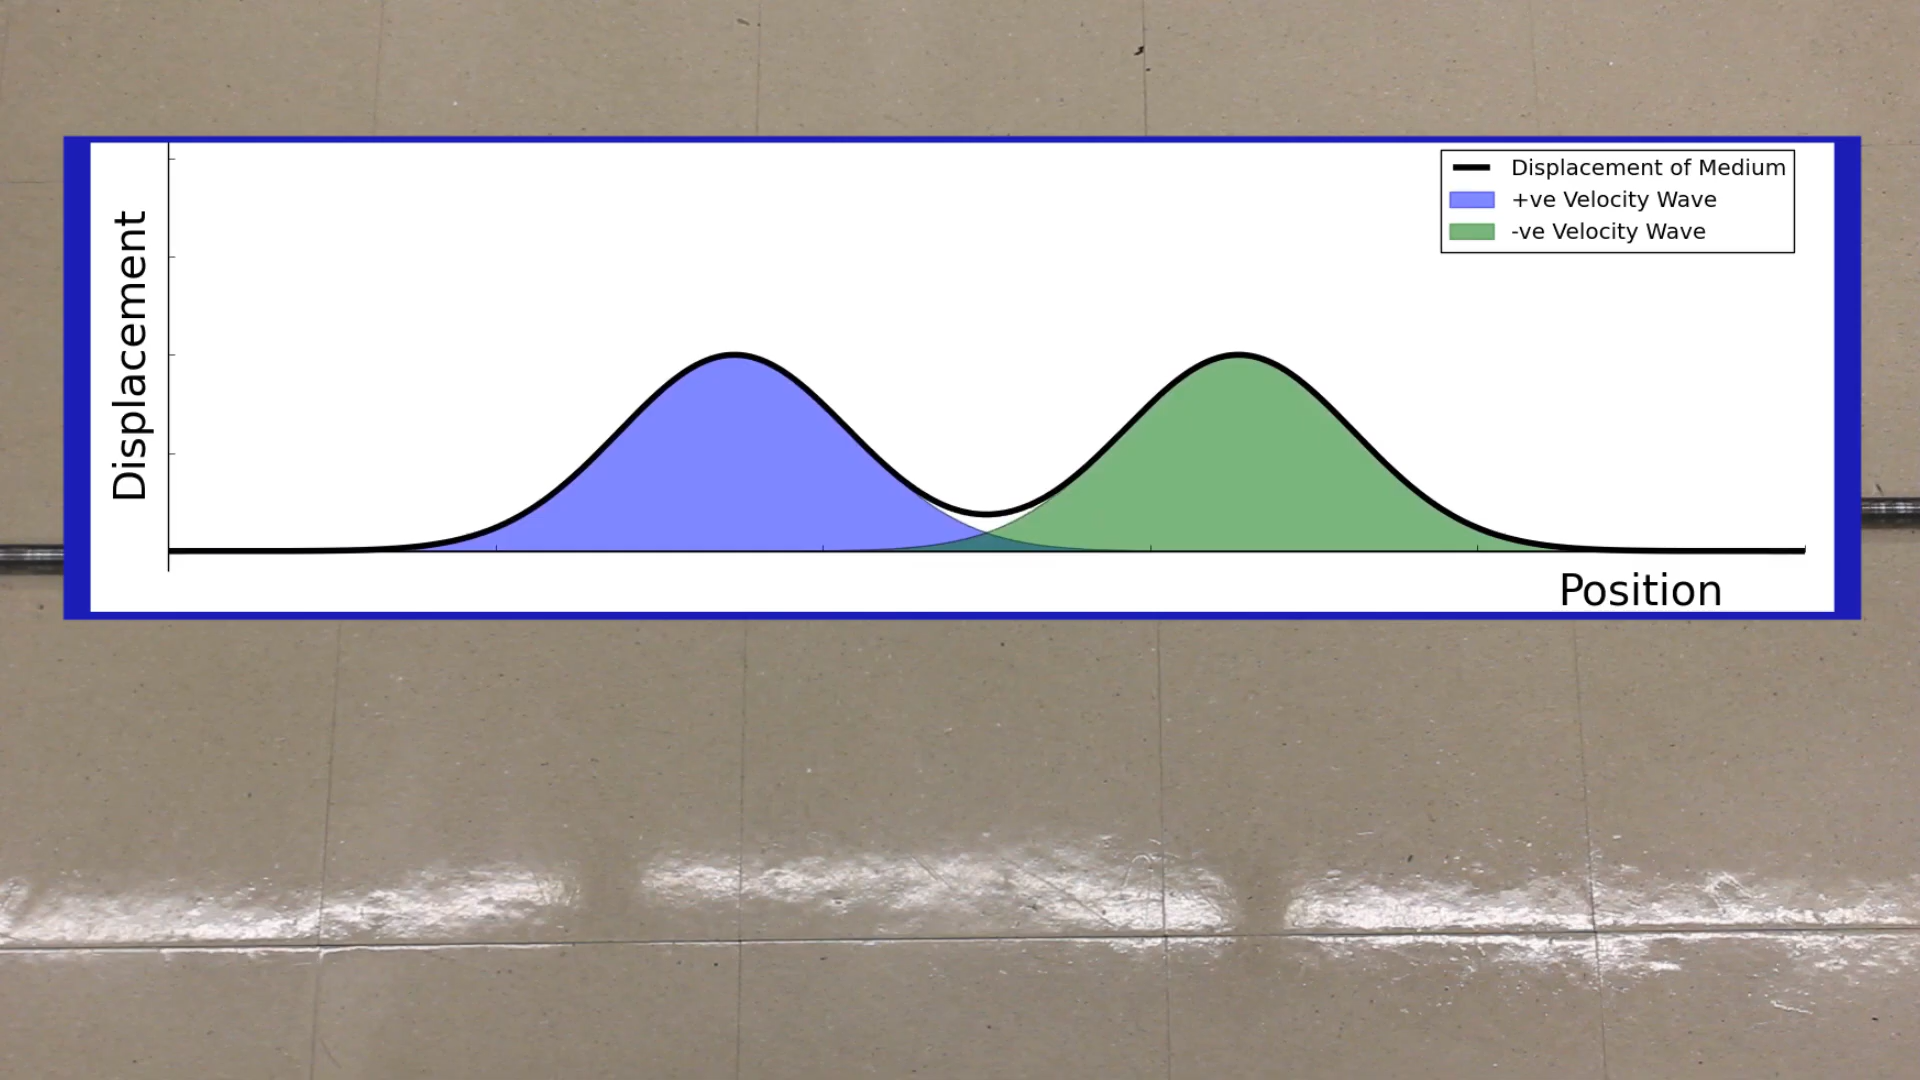 Displacement of Medium
+ve Velocity Wave
-ve Velocity Wave
Displacement
Position